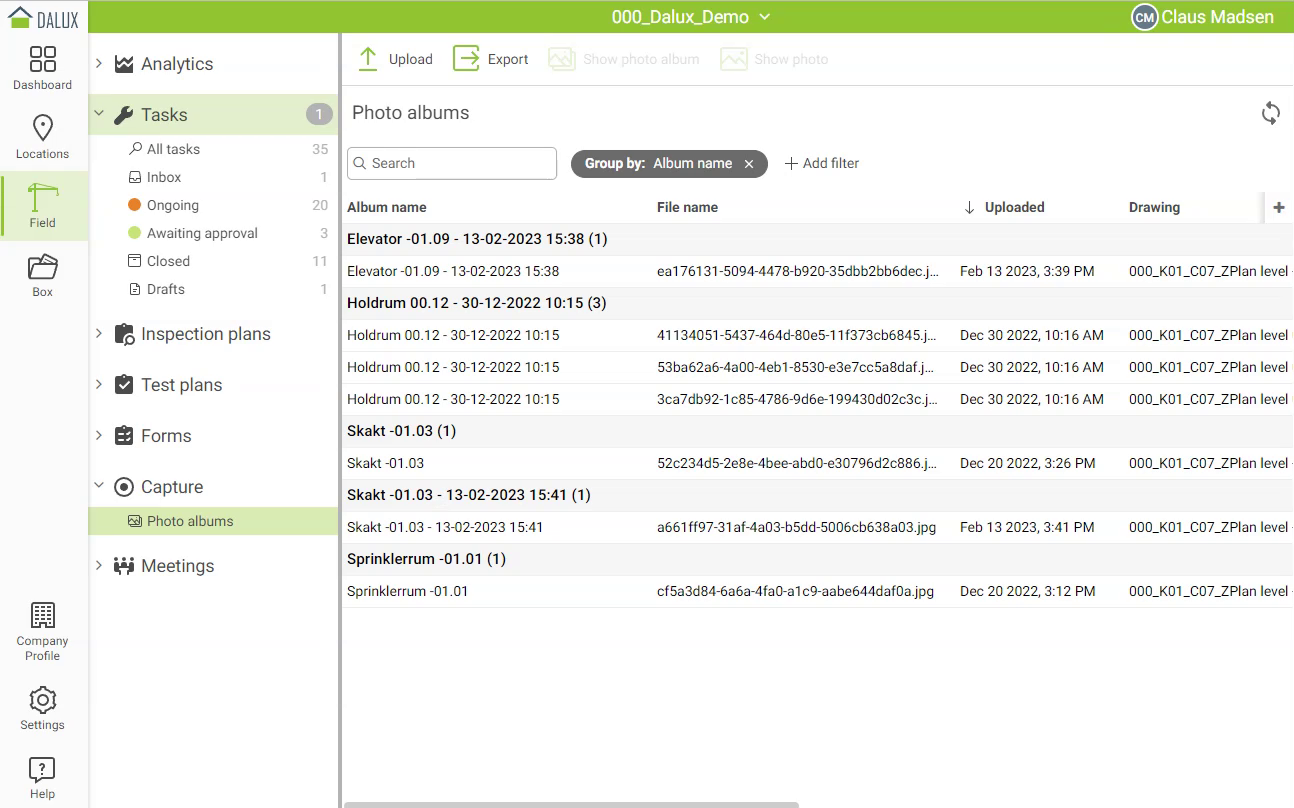 DALUX
000_Dalux_Demo
CM Claus Madsen
Dashboard
Locations
Field
Box
Company
Profile
Settings
Help
Analytics
Tasks 1
All tasks 35
Inbox 1
Ongoing 20
Awaiting approval 3
Closed 11
Drafts 1
Inspection plans
Test plans
Forms
Capture
Photo albums
Meetings
Upload Export Show photo album Show photo
Photo albums
Search Group by: Album name × + Add filter
Album name File name ↓ Uploaded Drawing +
Elevator -01.09 - 13-02-2023 15:38 (1)
Elevator -01.09 - 13-02-2023 15:38 ea176131-5094-4478-b920-35dbb2bb6dec.j... Feb 13 2023, 3:39 PM 000_K01_C07_ZPlan level
Holdrum 00.12 - 30-12-2022 10:15 (3)
Holdrum 00.12 - 30-12-2022 10:15 41134051-5437-464d-80e5-11f373cb6845.j... Dec 30 2022, 10:16 AM 000_K01_C07_ZPlan level
Holdrum 00.12 - 30-12-2022 10:15 53ba62a6-4a00-4eb1-8530-e3e7cc5a8daf.j... Dec 30 2022, 10:16 AM 000_K01_C07_ZPlan level
Holdrum 00.12 - 30-12-2022 10:15 3ca7db92-1c85-4786-9d6e-199430d02c3c.j... Dec 30 2022, 10:16 AM 000_K01_C07_ZPlan level
Skakt -01.03 (1)
Skakt -01.03 52c234d5-2e8e-4bee-abd0-e30796d2c886.j... Dec 20 2022, 3:26 PM 000_K01_C07_ZPlan level
Skakt -01.03 - 13-02-2023 15:41 (1)
Skakt -01.03 - 13-02-2023 15:41 a661ff97-31af-4a03-b5dd-5006cb638a03.jpg Feb 13 2023, 3:41 PM 000_K01_C07_ZPlan level
Sprinklerrum -01.01 (1)
Sprinklerrum -01.01 cf5a3d84-6a6a-4fa0-a1c9-aabe644daf0a.jpg Dec 20 2022, 3:12 PM 000_K01_C07_ZPlan level